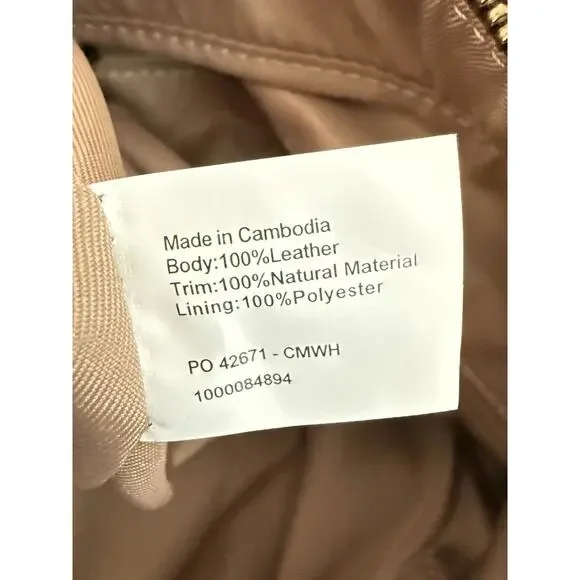 Made in Cambodia
Body:100%Leather
Trim:100%Natural Material
Lining:100%Polyester
PO 42671 - CMWH
1000084894